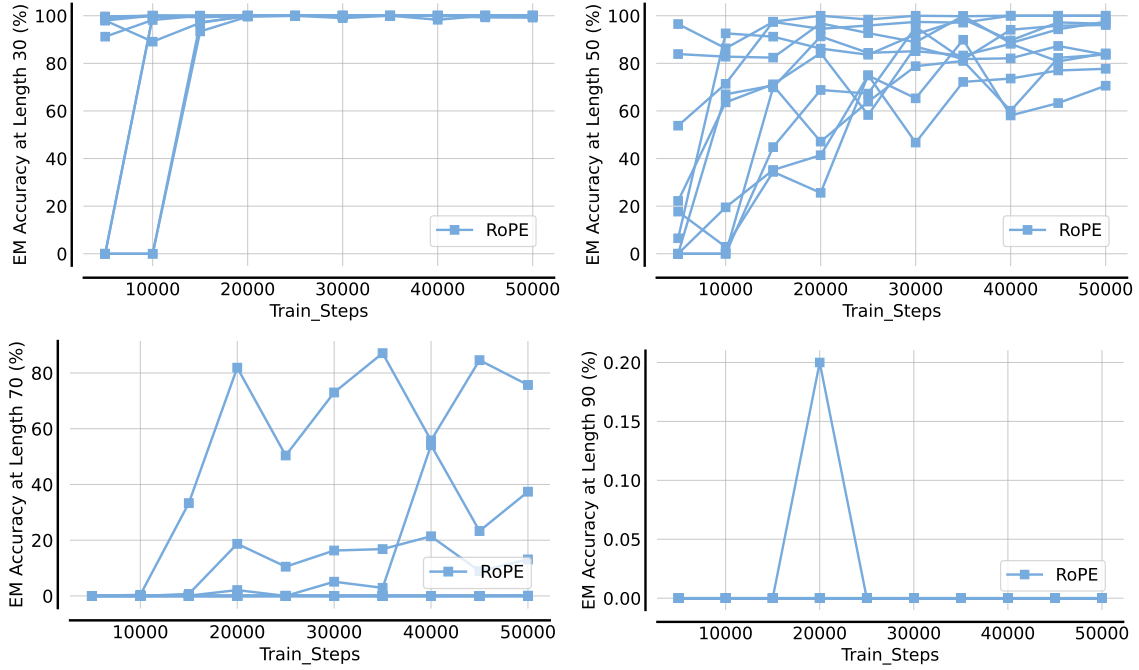 EM Accuracy at Length 30 (%)
100
80
60
40
20
0
RoPE
10000 20000 30000 40000 50000
Train_Steps
EM Accuracy at Length 50 (%)
100
80
60
40
20
0
RoPE
10000 20000 30000 40000 50000
Train_Steps
EM Accuracy at Length 70 (%)
80
60
40
20
0
RoPE
10000 20000 30000 40000 50000
Train_Steps
EM Accuracy at Length 90 (%)
0.20
0.15
0.10
0.05
0.00
RoPE
10000 20000 30000 40000 50000
Train_Steps